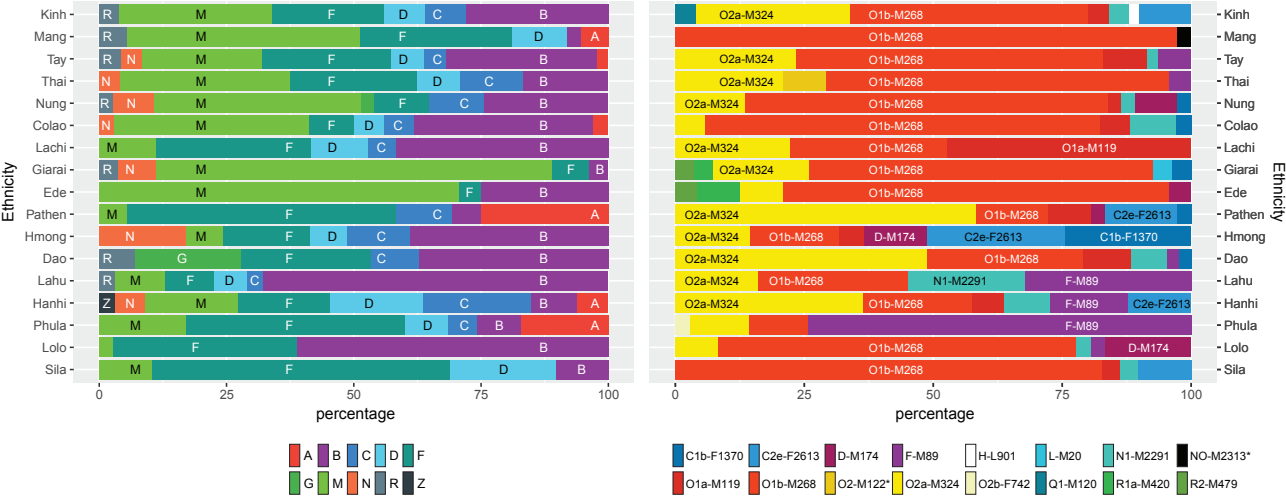 Kinh R M F D C B
Mang R M F D A
Tay R N M F D C B
Thai N M F D C B
Nung R N M F C B
Colao N M F D C B
Lachi M F D C B
Giarai R N M F B
Ede M F B
Pathen M F C A
Hmong N M F D C B
Dao R G F C B
Lahu R M F D C B
Hanhi Z N M F D C B A
Phula M F D C B A
Lolo F B
Sila M F D B
Ethnicity
0 25 50 75 100
percentage
A B C D F
G M N R Z
O2a-M324 O1b-M268 Kinh
O1b-M268 Mang
O2a-M324 O1b-M268 Tay
O2a-M324 O1b-M268 Thai
O2a-M324 O1b-M268 Nung
O1b-M268 Colao
O2a-M324 O1b-M268 O1a-M119 Lachi
O2a-M324 O1b-M268 Giarai
O1b-M268 Ede
O2a-M324 O1b-M268 C2e-F2613 Pathen
O2a-M324 O1b-M268 D-M174 C2e-F2613 C1b-F1370 Hmong
O2a-M324 O1b-M268 Dao
O2a-M324 O1b-M268 N1-M2291 F-M89 Lahu
O2a-M324 O1b-M268 F-M89 C2e-F2613 Hanhi
F-M89 Phula
O1b-M268 D-M174 Lolo
O1b-M268 Sila
Ethnicity
0 25 50 75 100
percentage
C1b-F1370 C2e-F2613 D-M174 F-M89 H-L901 L-M20 N1-M2291 NO-M2313*
O1a-M119 O1b-M268 O2-M122* O2a-M324 O2b-F742 Q1-M120 R1a-M420 R2-M479